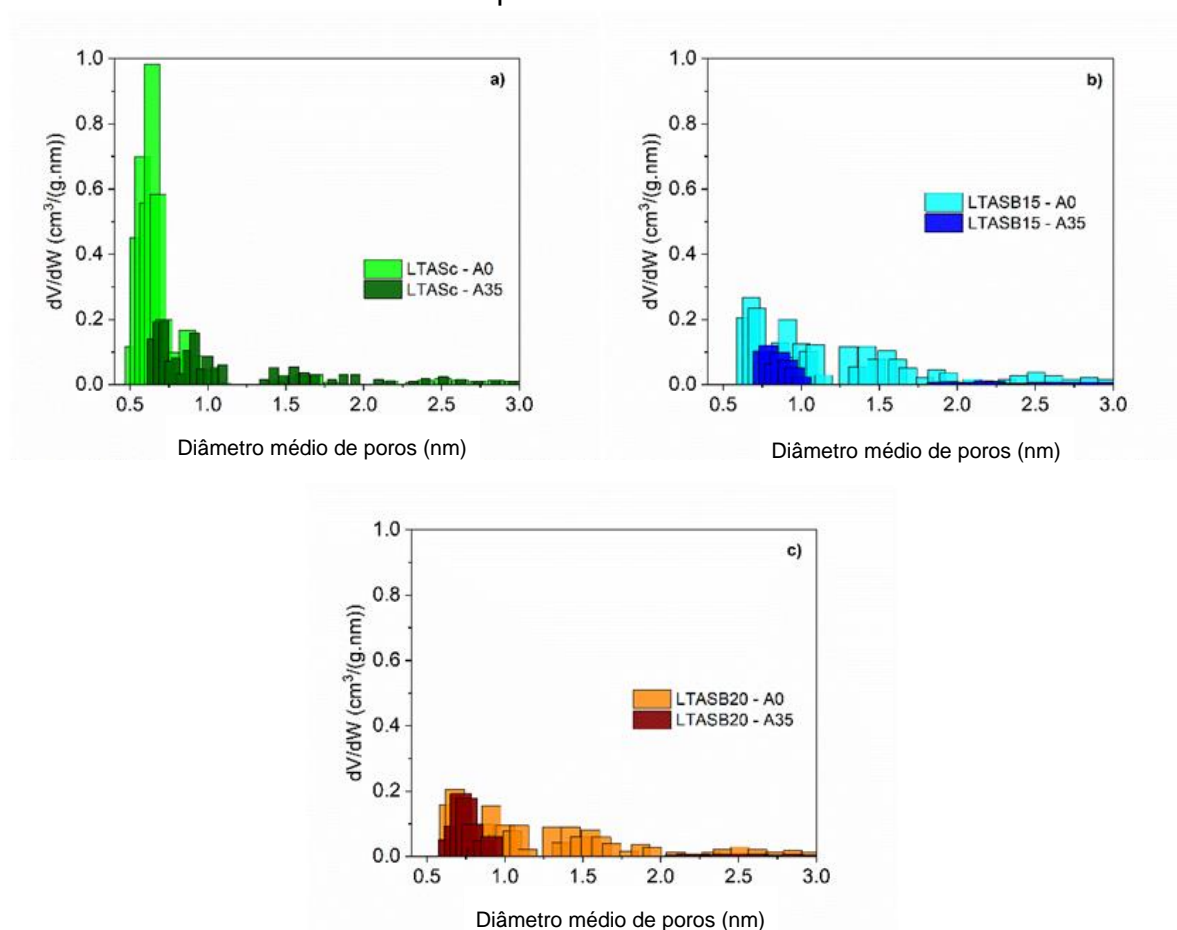 1.0
a)
0.8
0.6
0.4
0.2
0.0
dV/dW (cm³/(g.nm))
LTASc - A0
LTASc - A35
0.5 1.0 1.5 2.0 2.5 3.0
Diâmetro médio de poros (nm)
1.0
b)
0.8
0.6
0.4
0.2
0.0
dV/dW (cm³/(g.nm))
LTASB15 - A0
LTASB15 - A35
0.5 1.0 1.5 2.0 2.5 3.0
Diâmetro médio de poros (nm)
1.0
c)
0.8
0.6
0.4
0.2
0.0
dV/dW (cm³/(g.nm))
LTASB20 - A0
LTASB20 - A35
0.5 1.0 1.5 2.0 2.5 3.0
Diâmetro médio de poros (nm)